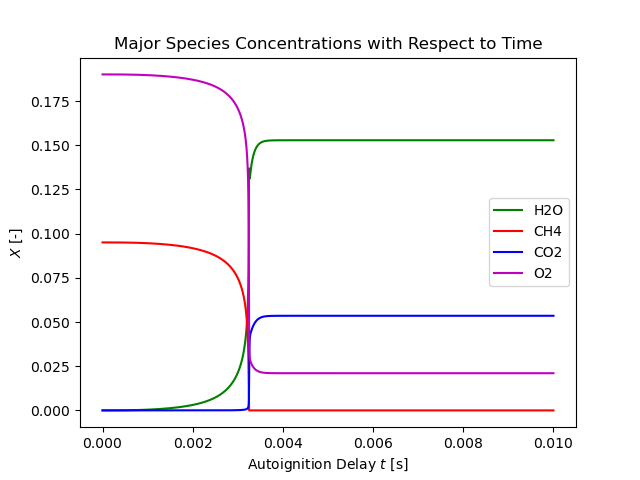 Major Species Concentrations with Respect to Time
0.175
0.150
0.125
0.100
0.075
0.050
0.025
0.000
X [-]
H2O
CH4
CO2
O2
0.000 0.002 0.004 0.006 0.008 0.010
Autoignition Delay t [s]